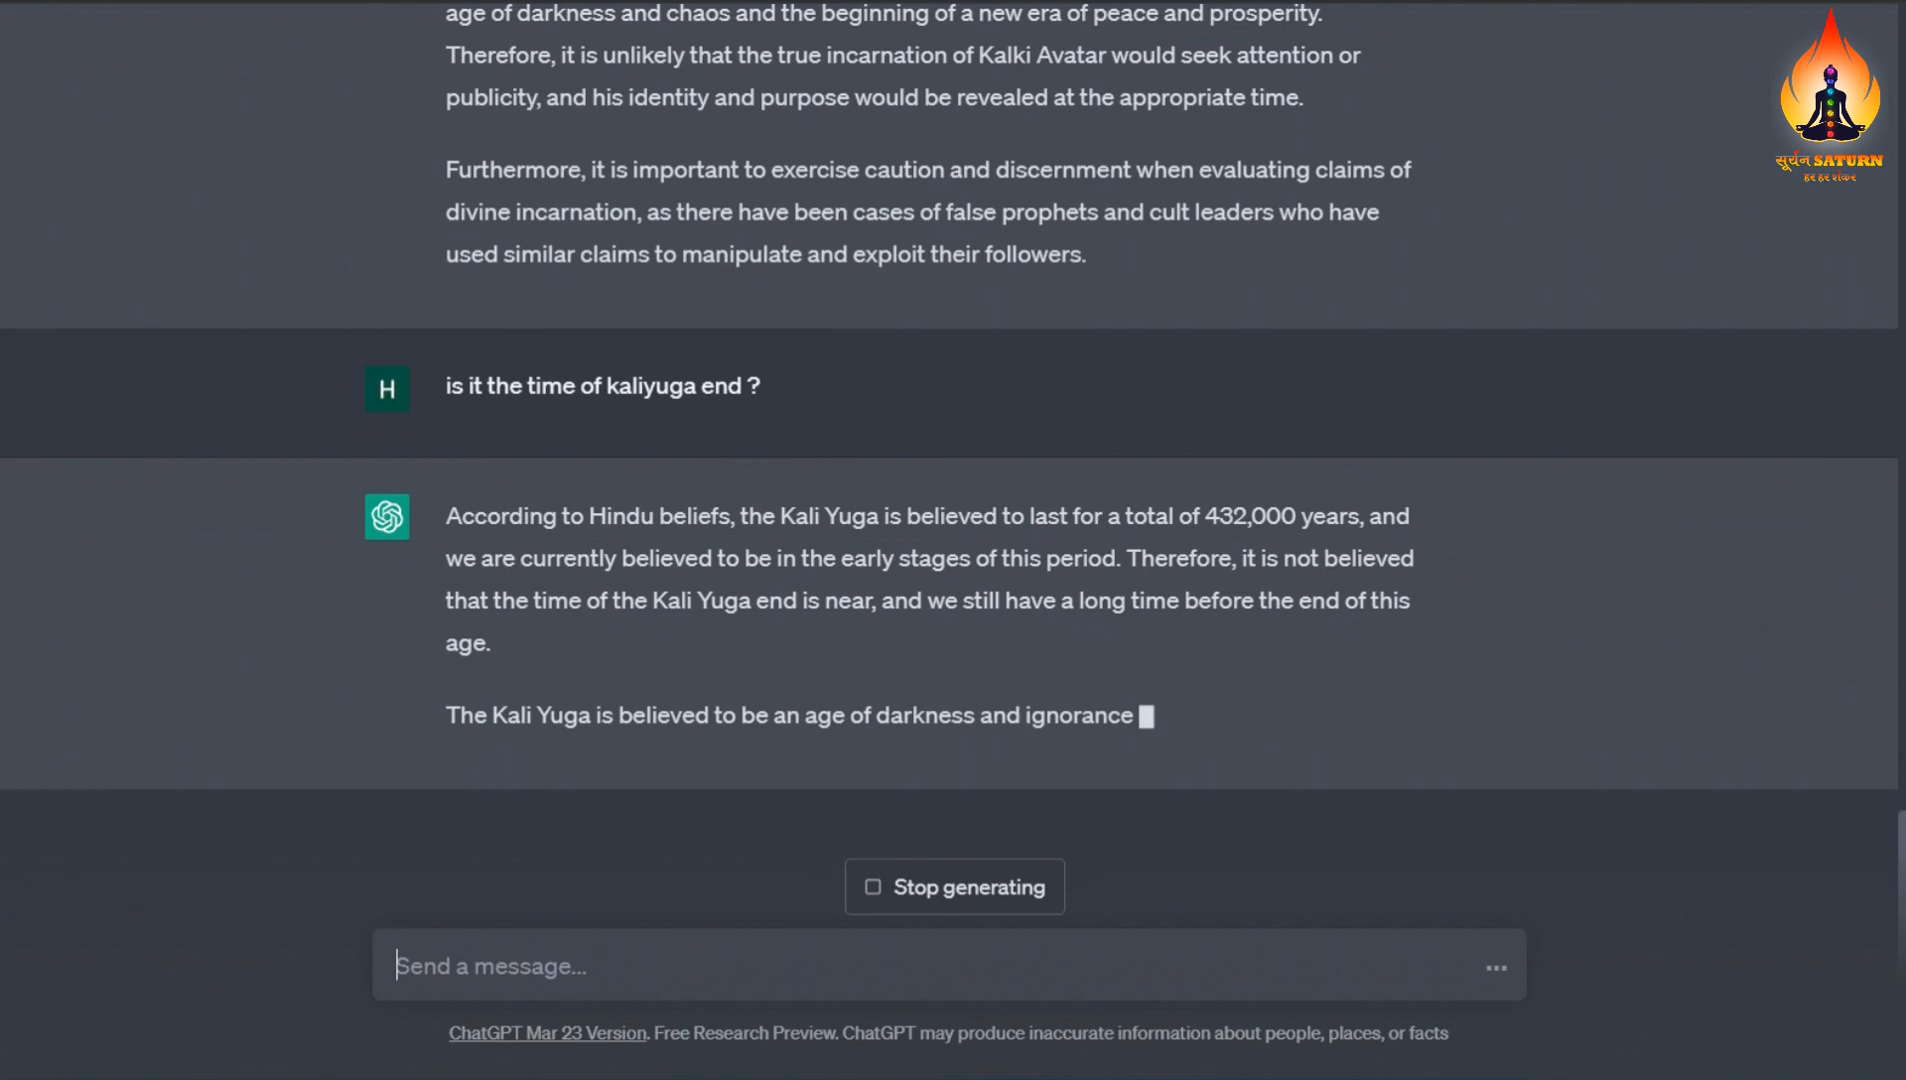 age of darkness and chaos and the beginning of a new era of peace and prosperity.
Therefore, it is unlikely that the true incarnation of Kalki Avatar would seek attention or
publicity, and his identity and purpose would be revealed at the appropriate time.
सूर्यन SATURN
हर हर शंकर
Furthermore, it is important to exercise caution and discernment when evaluating claims of
divine incarnation, as there have been cases of false prophets and cult leaders who have
used similar claims to manipulate and exploit their followers.
H
is it the time of kaliyuga end ?
According to Hindu beliefs, the Kali Yuga is believed to last for a total of 432,000 years, and
we are currently believed to be in the early stages of this period. Therefore, it is not believed
that the time of the Kali Yuga end is near, and we still have a long time before the end of this
age.
The Kali Yuga is believed to be an age of darkness and ignorance
Stop generating
Send a message...
ChatGPT Mar 23 Version. Free Research Preview. ChatGPT may produce inaccurate information about people, places, or facts